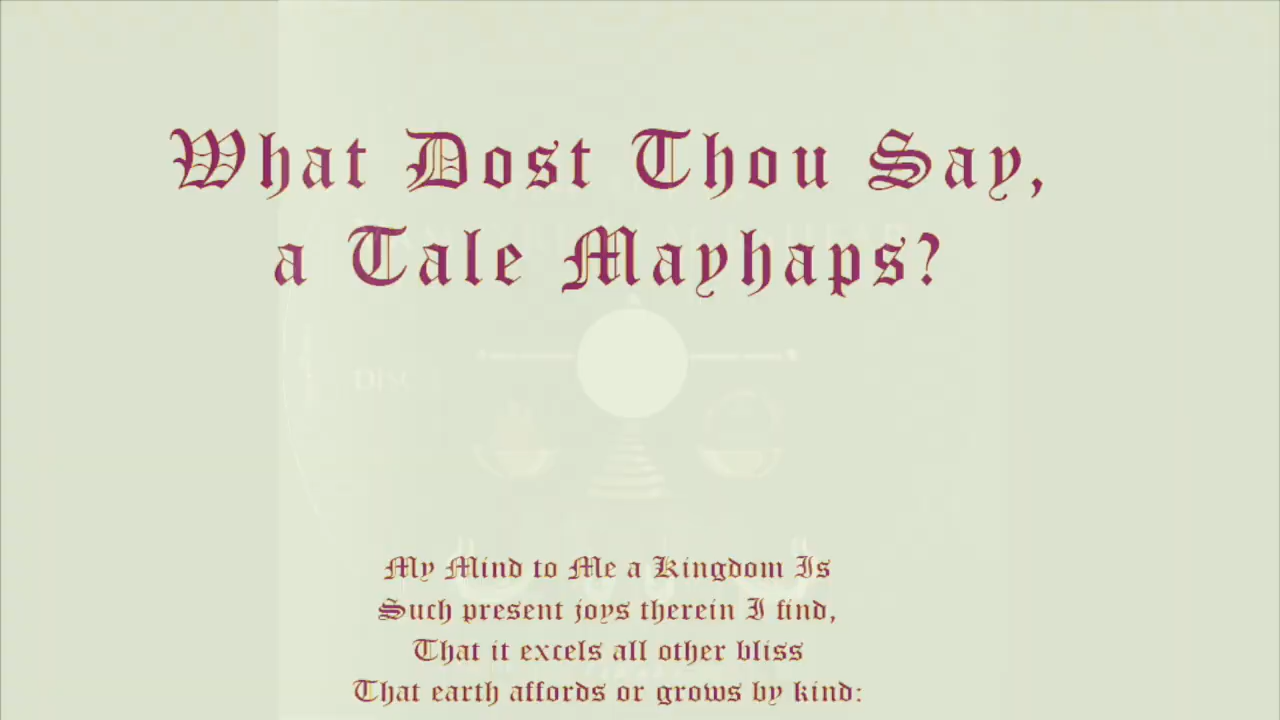 What Dost Thou Say,
a Tale Mayhaps?
DISC
My Mind to Me a Kingdom Is
Such present joys therein I find,
That it excels all other bliss
That earth affords or grows by kind: